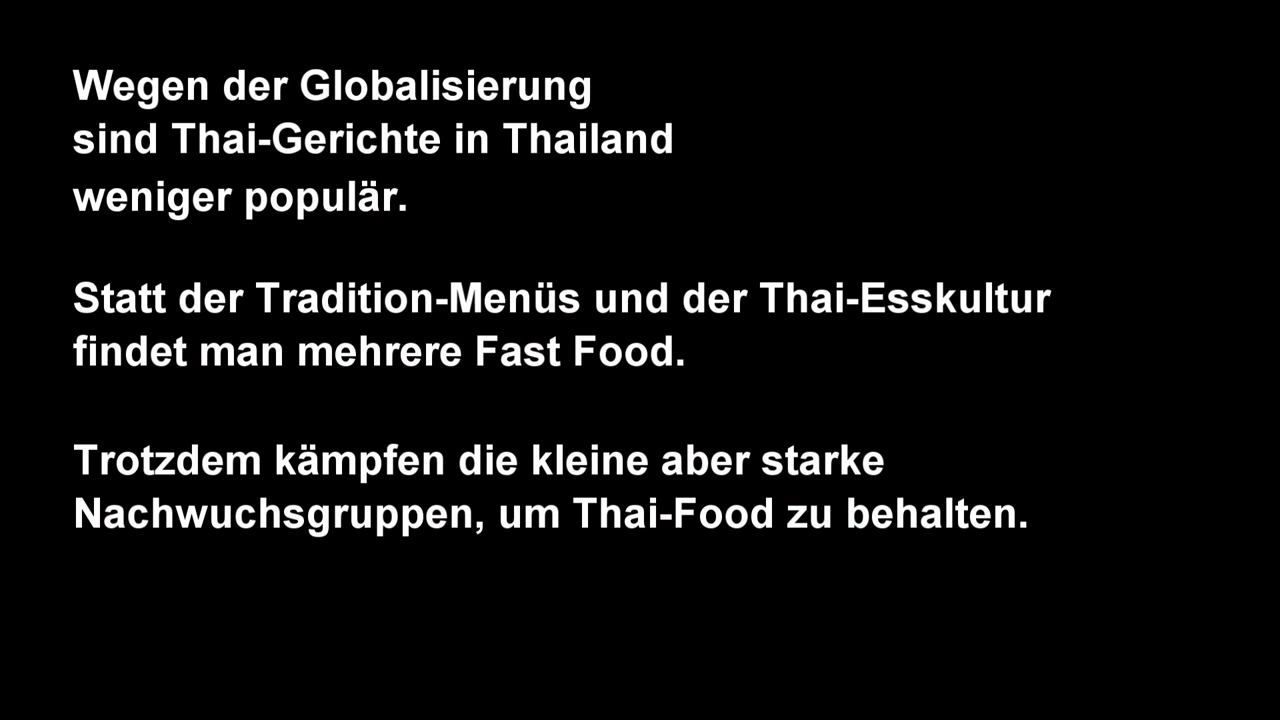 Wegen der Globalisierung
sind Thai-Gerichte in Thailand
weniger populär.
Statt der Tradition-Menüs und der Thai-Esskultur
findet man mehrere Fast Food.
Trotzdem kämpfen die kleine aber starke
Nachwuchsgruppen, um Thai-Food zu behalten.